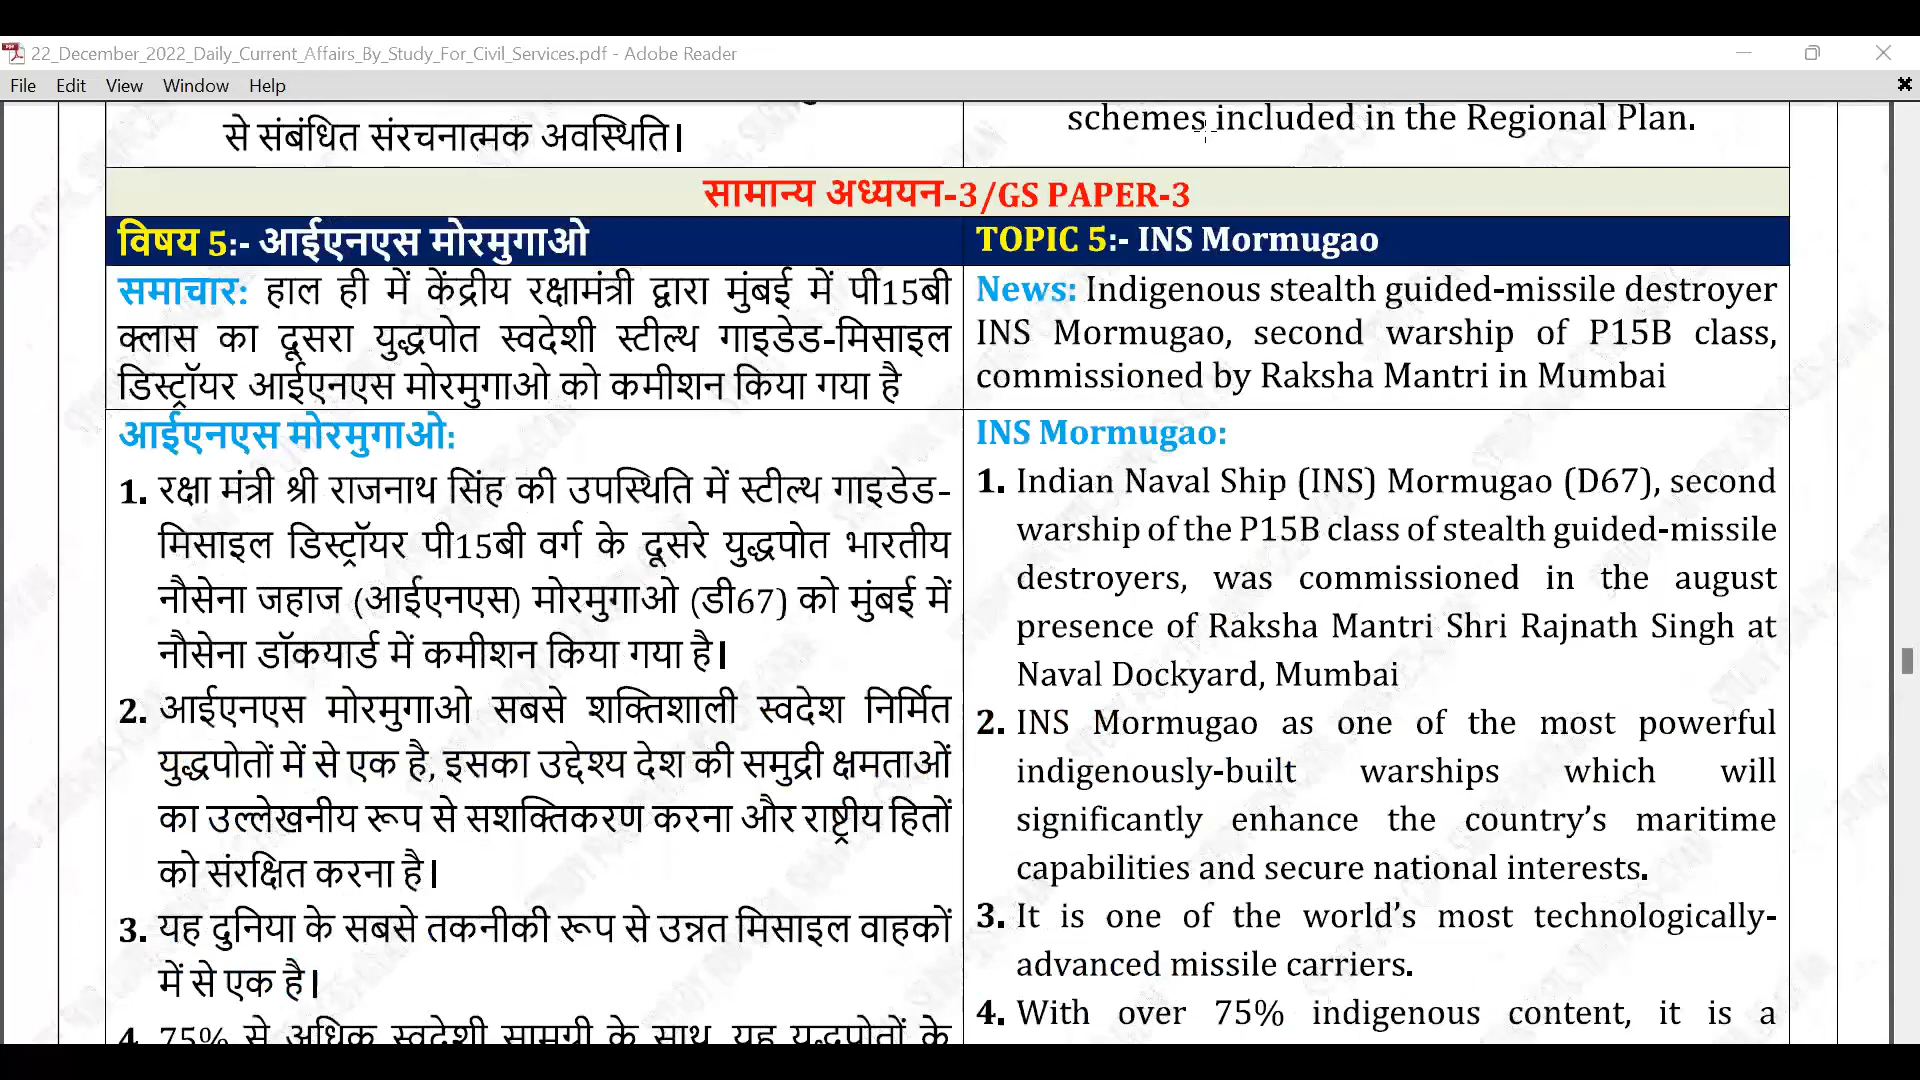 22_December_2022_Daily_Current_Affairs_By_Study_For_Civil_Services.pdf - Adobe Reader
File Edit View Window Help
से संबंधित संरचनात्मक अवस्थिति।
schemes included in the Regional Plan.
सामान्य अध्ययन-3/GS PAPER-3
विषय 5:- आईएनएस मोरमुगाओ
समाचार: हाल ही में केंद्रीय रक्षामंत्री द्वारा मुंबई में पी15बी
क्लास का दूसरा युद्धपोत स्वदेशी स्टील्थ गाइडेड-मिसाइल
डिस्ट्रॉयर आईएनएस मोरमुगाओ को कमीशन किया गया है
आईएनएस मोरमुगाओ:
1. रक्षा मंत्री श्री राजनाथ सिंह की उपस्थिति में स्टील्थ गाइडेड-
मिसाइल डिस्ट्रॉयर पी15बी वर्ग के दूसरे युद्धपोत भारतीय
नौसेना जहाज (आईएनएस) मोरमुगाओ (डी67) को मुंबई में
नौसेना डॉकयार्ड में कमीशन किया गया है।
2. आईएनएस मोरमुगाओ सबसे शक्तिशाली स्वदेश निर्मित
युद्धपोतों में से एक है, इसका उद्देश्य देश की समुद्री क्षमताओं
का उल्लेखनीय रूप से सशक्तिकरण करना और राष्ट्रीय हितों
को संरक्षित करना है।
3. यह दुनिया के सबसे तकनीकी रूप से उन्नत मिसाइल वाहकों
में से एक है।
4. 75% से अधिक स्वदेशी सामग्री के साथ, यह युद्धपोतों के
TOPIC 5:- INS Mormugao
News: Indigenous stealth guided-missile destroyer
INS Mormugao, second warship of P15B class,
commissioned by Raksha Mantri in Mumbai
INS Mormugao:
1. Indian Naval Ship (INS) Mormugao (D67), second
warship of the P15B class of stealth guided-missile
destroyers, was commissioned in the august
presence of Raksha Mantri Shri Rajnath Singh at
Naval Dockyard, Mumbai
2. INS Mormugao as one of the most powerful
indigenously-built warships which will
significantly enhance the country’s maritime
capabilities and secure national interests.
3. It is one of the world’s most technologically-
advanced missile carriers.
4. With over 75% indigenous content, it is a